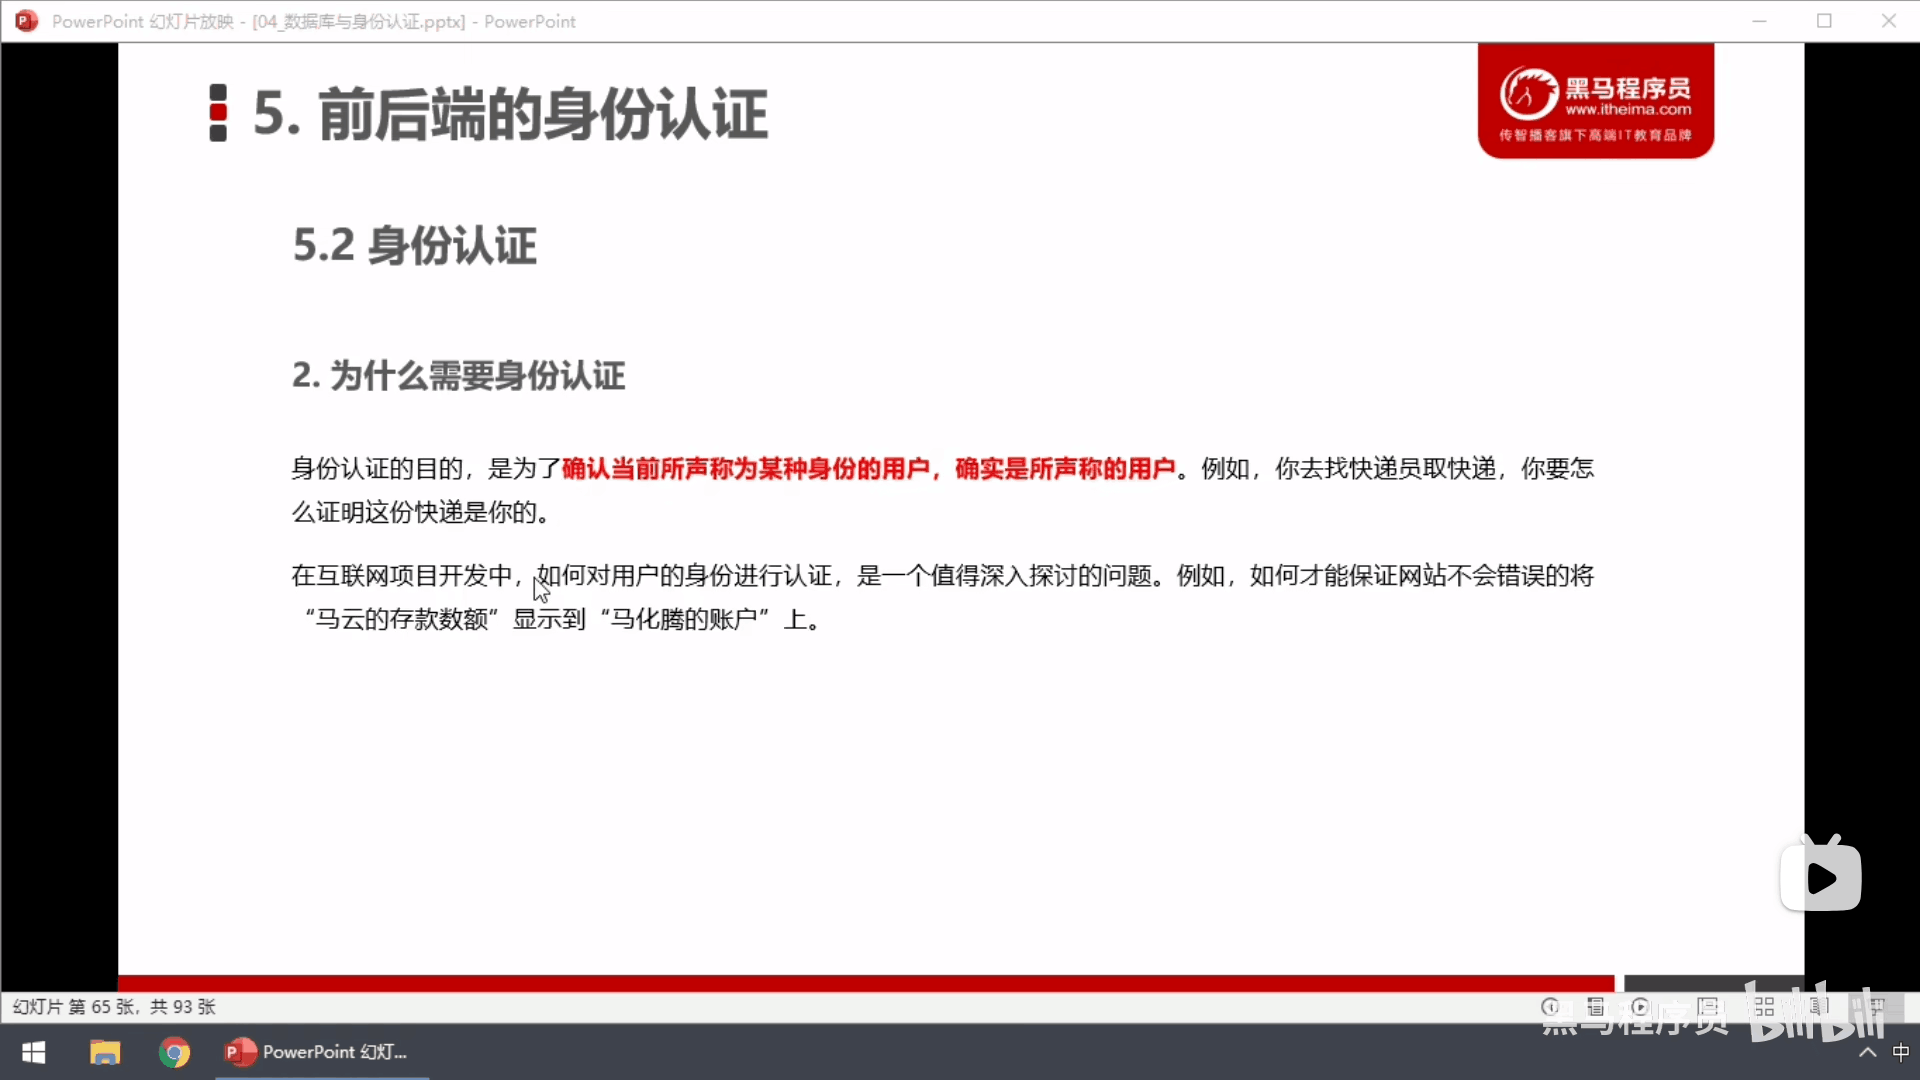 PowerPoint 幻灯片放映 - [04_数据库与身份认证.pptx] - PowerPoint
5. 前后端的身份认证
黑马程序员
www.itheima.com
传智播客旗下高端IT教育品牌
5.2 身份认证
2. 为什么需要身份认证
身份认证的目的，是为了确认当前所声称为某种身份的用户，确实是所声称的用户。例如，你去找快递员取快递，你要怎
么证明这份快递是你的。
在互联网项目开发中，如何对用户的身份进行认证，是一个值得深入探讨的问题。例如，如何才能保证网站不会错误的将
“马云的存款数额”显示到“马化腾的账户”上。
幻灯片 第 65 张，共 93 张
黑马程序员 bilibili
PowerPoint 幻灯...
中